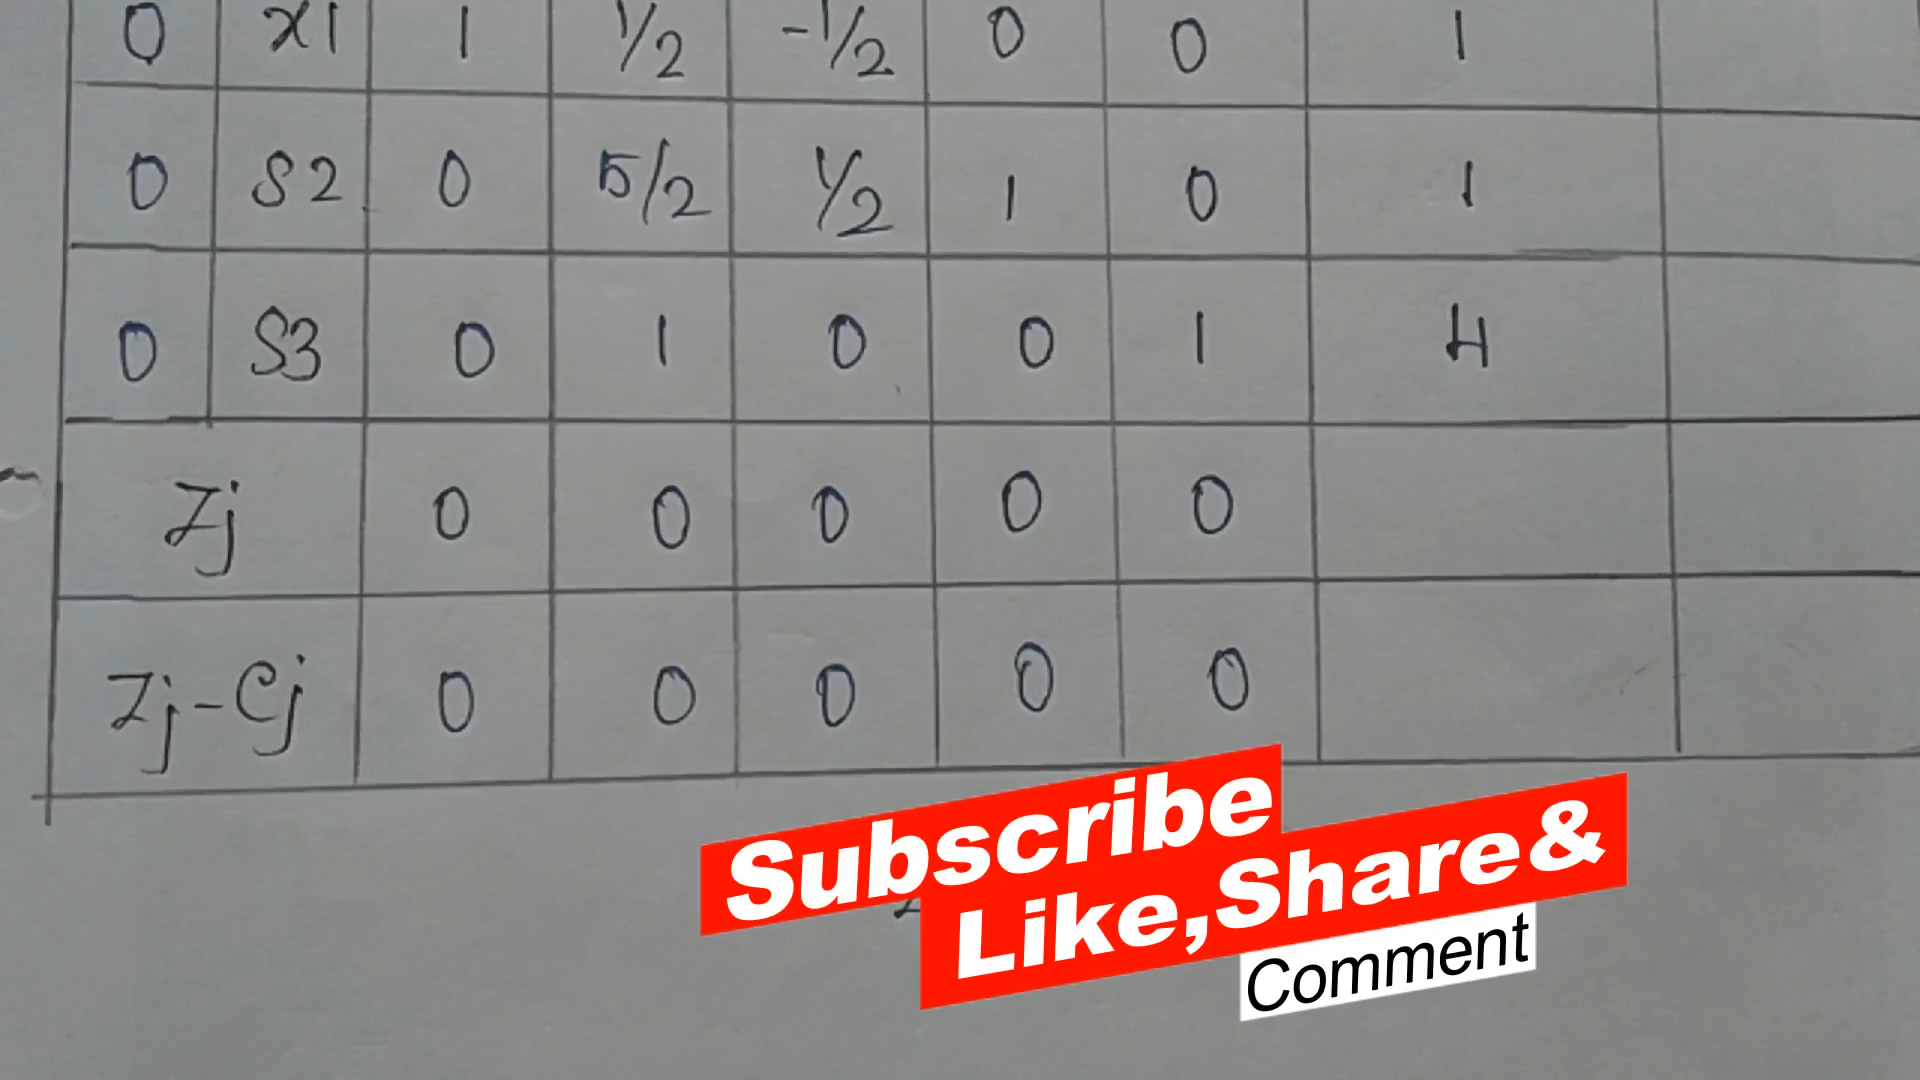 0 x1 1 1/2 -1/2 0 0 1
0 S2 0 5/2 1/2 1 0 1
0 S3 0 1 0 0 1 4
Zj 0 0 0 0 0
Zj-Cj 0 0 0 0 0
Subscribe
Like,Share&
Comment